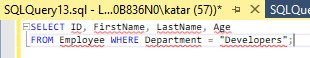 SQLQuery13.sql - L...0B836N0\katar (57))*
SQLQue
SELECT ID, FirstName, LastName, Age
FROM Employee WHERE Department = "Developers";